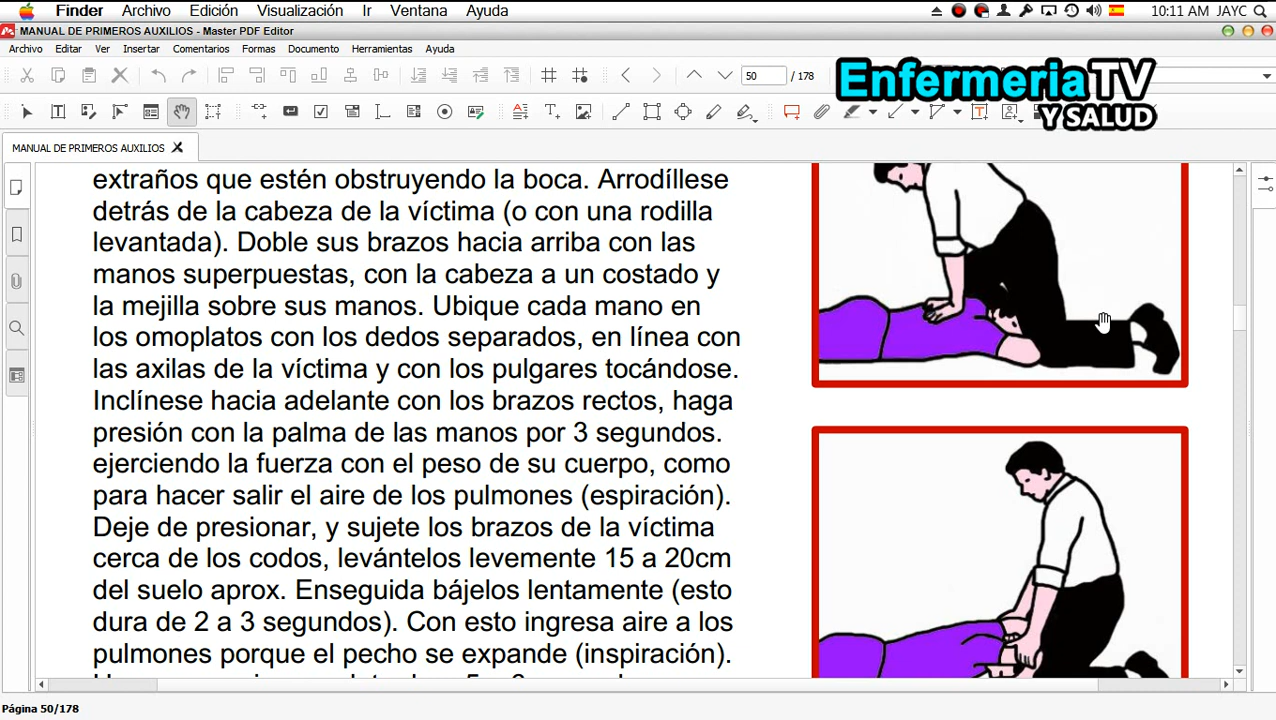 Finder Archivo Edición Visualización Ir Ventana Ayuda 10:11 AM JAYC
MANUAL DE PRIMEROS AUXILIOS - Master PDF Editor
Archivo Editar Ver Insertar Comentarios Formas Documento Herramientas Ayuda
50 / 178
EnfermeriaTV
Y SALUD
MANUAL DE PRIMEROS AUXILIOS
extraños que estén obstruyendo la boca. Arrodíllese
detrás de la cabeza de la víctima (o con una rodilla
levantada). Doble sus brazos hacia arriba con las
manos superpuestas, con la cabeza a un costado y
la mejilla sobre sus manos. Ubique cada mano en
los omoplatos con los dedos separados, en línea con
las axilas de la víctima y con los pulgares tocándose.
Inclínese hacia adelante con los brazos rectos, haga
presión con la palma de las manos por 3 segundos.
ejerciendo la fuerza con el peso de su cuerpo, como
para hacer salir el aire de los pulmones (espiración).
Deje de presionar, y sujete los brazos de la víctima
cerca de los codos, levántelos levemente 15 a 20cm
del suelo aprox. Enseguida bájelos lentamente (esto
dura de 2 a 3 segundos). Con esto ingresa aire a los
pulmones porque el pecho se expande (inspiración).
Página 50/178